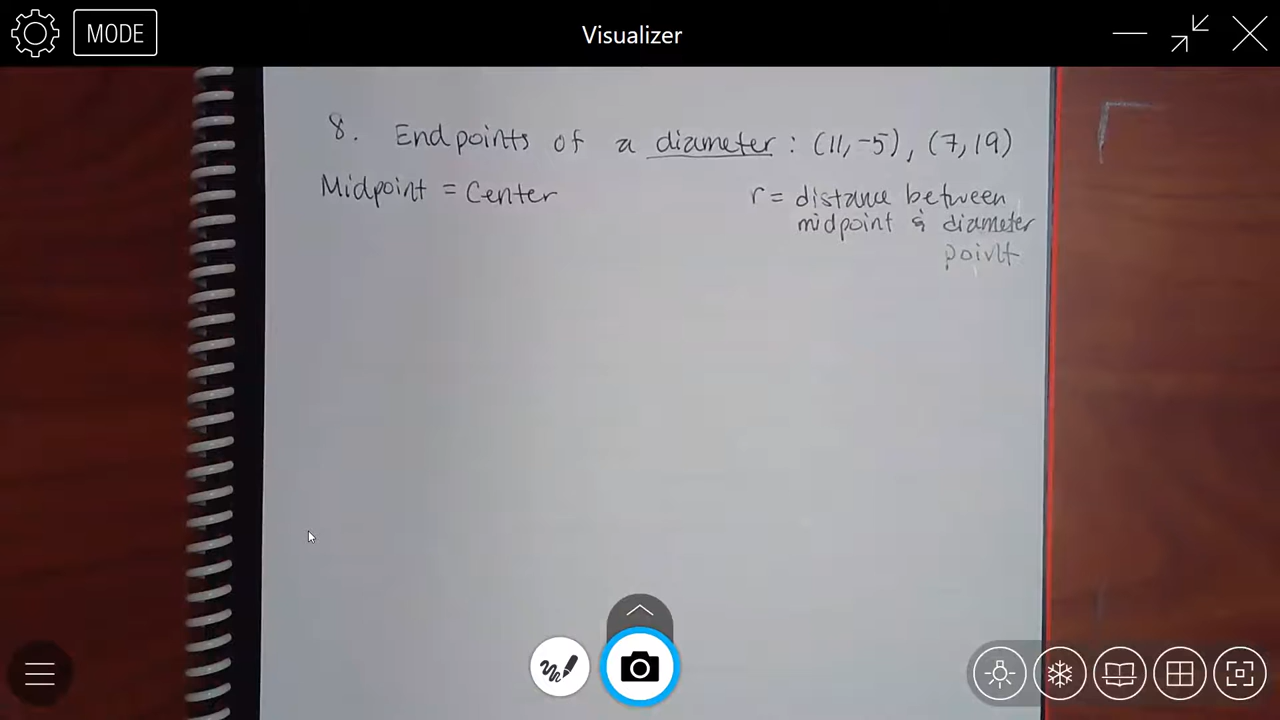 MODE
Visualizer
8. Endpoints of a diameter : (11,-5), (7,19)
Midpoint = Center
r = distance between
midpoint & diameter
point